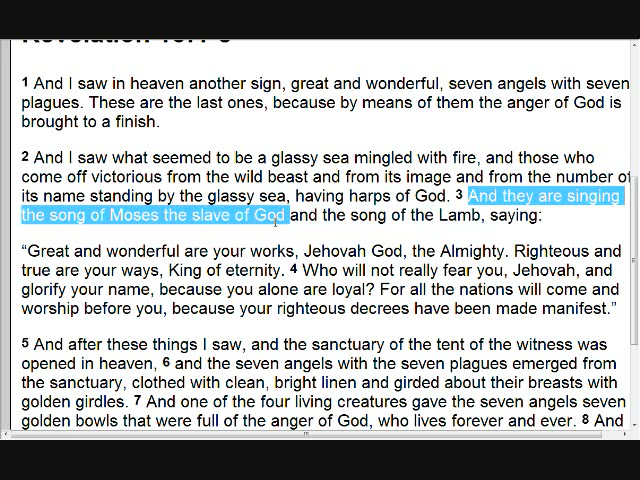 1 And I saw in heaven another sign, great and wonderful, seven angels with seven
plagues. These are the last ones, because by means of them the anger of God is
brought to a finish.
2 And I saw what seemed to be a glassy sea mingled with fire, and those who
come off victorious from the wild beast and from its image and from the number of
its name standing by the glassy sea, having harps of God. 3 And they are singing
the song of Moses the slave of God and the song of the Lamb, saying:
“Great and wonderful are your works, Jehovah God, the Almighty. Righteous and
true are your ways, King of eternity. 4 Who will not really fear you, Jehovah, and
glorify your name, because you alone are loyal? For all the nations will come and
worship before you, because your righteous decrees have been made manifest.”
5 And after these things I saw, and the sanctuary of the tent of the witness was
opened in heaven, 6 and the seven angels with the seven plagues emerged from
the sanctuary, clothed with clean, bright linen and girded about their breasts with
golden girdles. 7 And one of the four living creatures gave the seven angels seven
golden bowls that were full of the anger of God, who lives forever and ever. 8 And